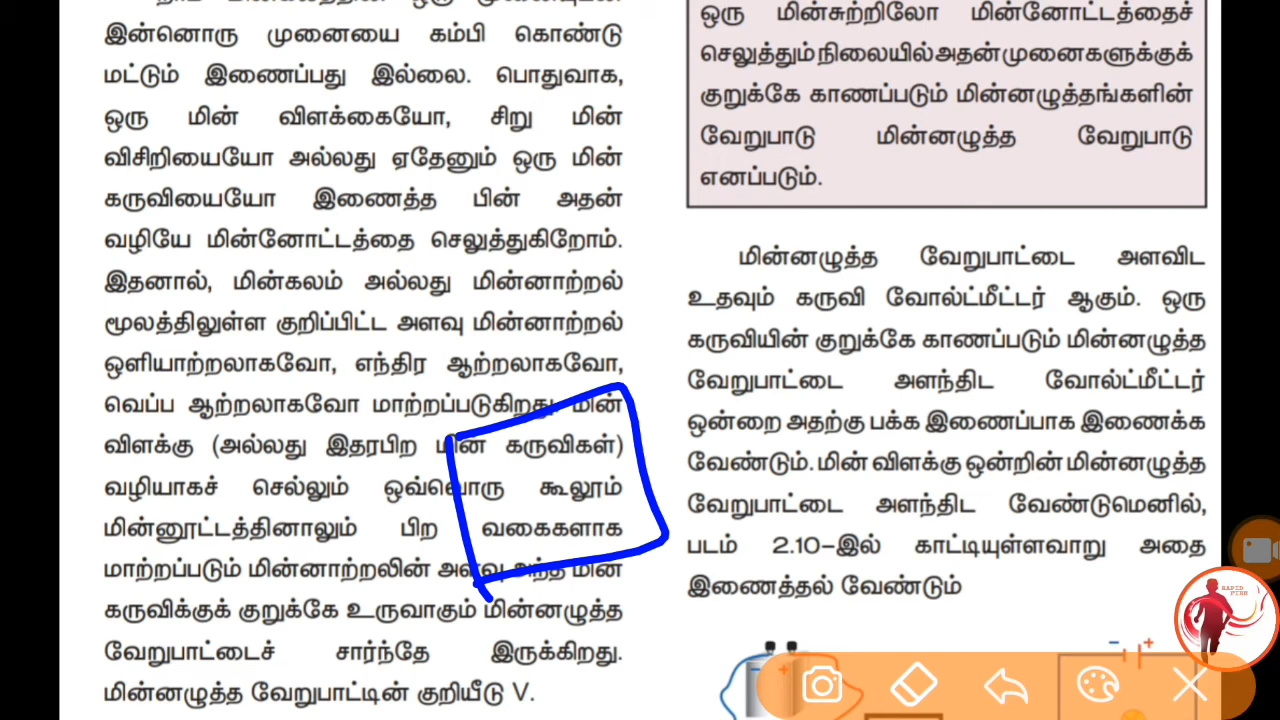 இன்னொரு முனையை கம்பி கொண்டு
மட்டும் இணைப்பது இல்லை. பொதுவாக,
ஒரு மின் விளக்கையோ, சிறு மின்
விசிறியையோ அல்லது ஏதேனும் ஒரு மின்
கருவியையோ இணைத்த பின் அதன்
வழியே மின்னோட்டத்தை செலுத்துகிறோம்.
இதனால், மின்கலம் அல்லது மின்னாற்றல்
மூலத்திலுள்ள குறிப்பிட்ட அளவு மின்னாற்றல்
ஒளியாற்றலாகவோ, எந்திர ஆற்றலாகவோ,
வெப்ப ஆற்றலாகவோ மாற்றப்படுகிறது. மின்
விளக்கு (அல்லது இதரபிற மின் கருவிகள்)
வழியாகச் செல்லும் ஒவ்வொரு கூலூம்
மின்னூட்டத்தினாலும் பிற வகைகளாக
மாற்றப்படும் மின்னாற்றலின் அளவு அந்த மின்
கருவிக்குக் குறுக்கே உருவாகும் மின்னழுத்த
வேறுபாட்டைச் சார்ந்தே இருக்கிறது.
மின்னழுத்த வேறுபாட்டின் குறியீடு V.
ஒரு மின்சுற்றிலோ மின்னோட்டத்தைச்
செலுத்தும் நிலையில் அதன் முனைகளுக்குக்
குறுக்கே காணப்படும் மின்னழுத்தங்களின்
வேறுபாடு மின்னழுத்த வேறுபாடு
எனப்படும்.
மின்னழுத்த வேறுபாட்டை அளவிட
உதவும் கருவி வோல்ட்மீட்டர் ஆகும். ஒரு
கருவியின் குறுக்கே காணப்படும் மின்னழுத்த
வேறுபாட்டை அளந்திட வோல்ட்மீட்டர்
ஒன்றை அதற்கு பக்க இணைப்பாக இணைக்க
வேண்டும். மின் விளக்கு ஒன்றின் மின்னழுத்த
வேறுபாட்டை அளந்திட வேண்டுமெனில்,
படம் 2.10-இல் காட்டியுள்ளவாறு அதை
இணைத்தல் வேண்டும்
RAPID